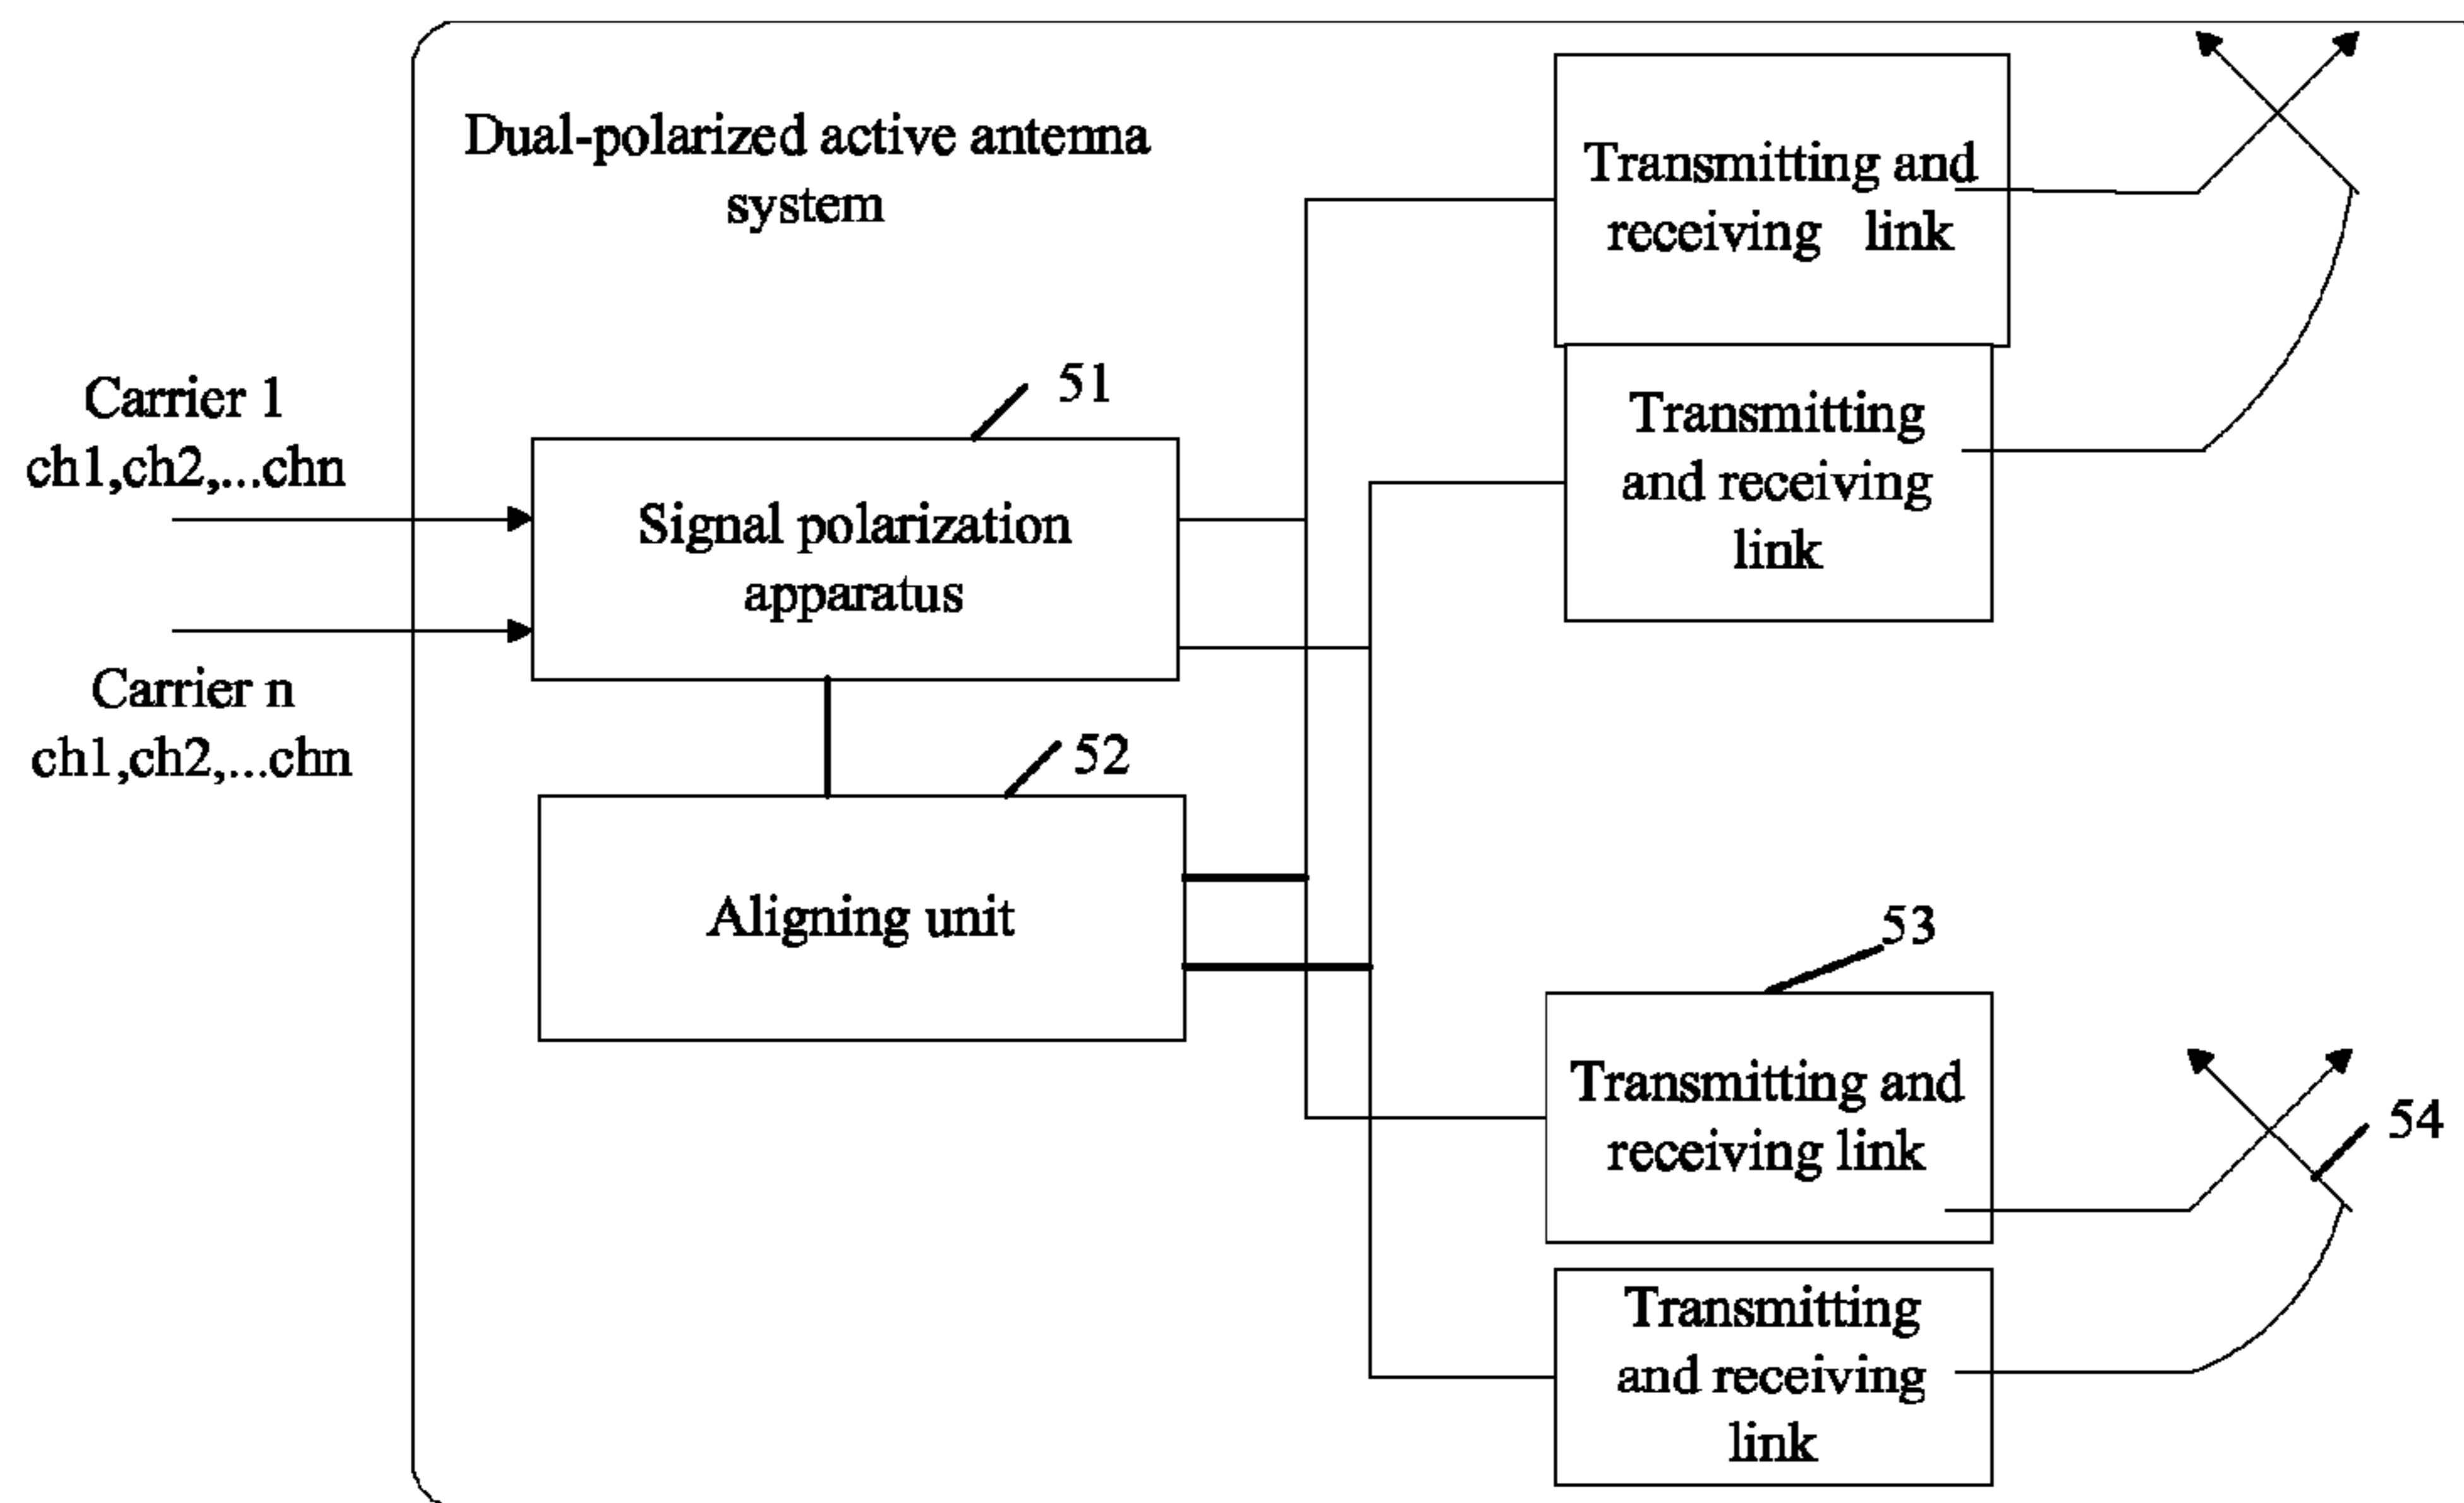 Dual-polarized active antenna
system
Carrier 1
ch1,ch2,...chn
Carrier n
ch1,ch2,...chn
51
Signal polarization
apparatus
52
Aligning unit
Transmitting and
receiving link
Transmitting
and receiving
link
53
Transmitting and
receiving link
54
Transmitting
and receiving
link